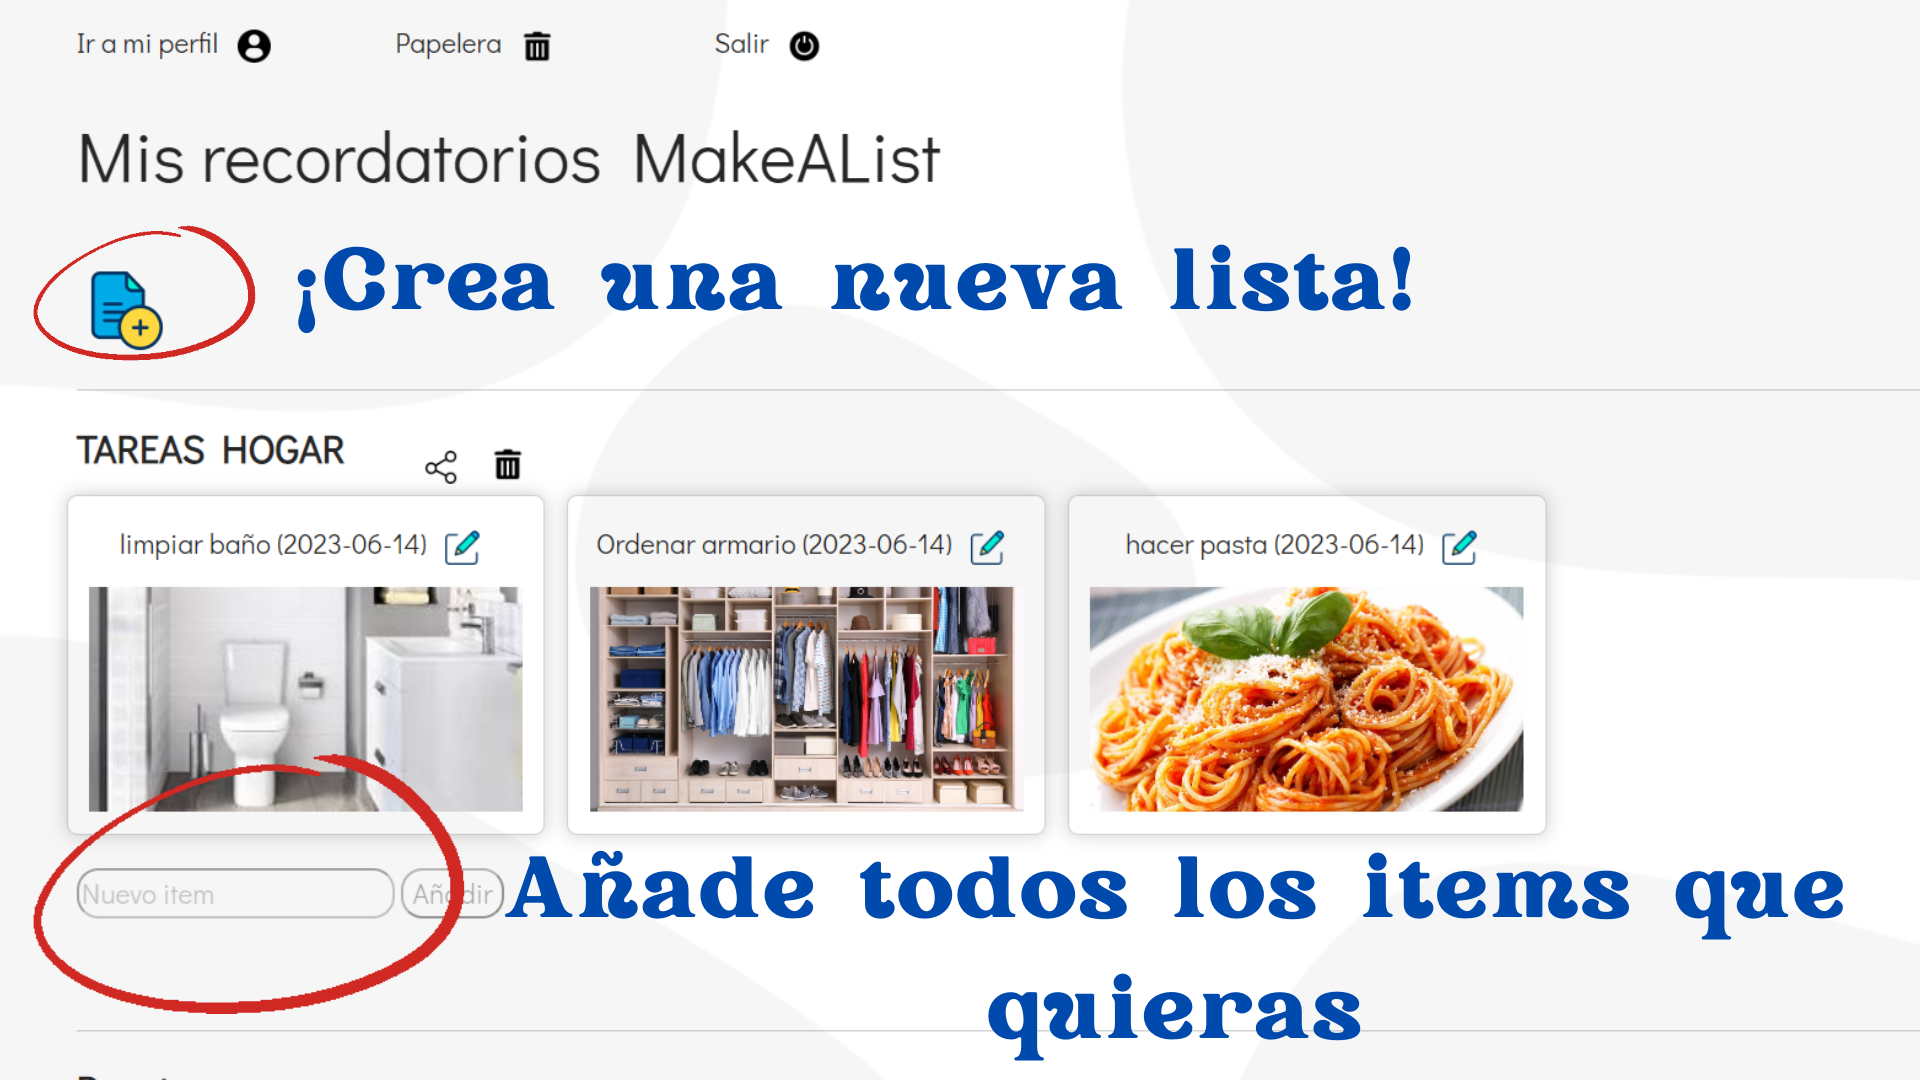 Ir a mi perfil
Papelera
Salir
Mis recordatorios MakeAList
¡Crea una nueva lista!
TAREAS HOGAR
limpiar baño (2023-06-14)
Ordenar armario (2023-06-14)
hacer pasta (2023-06-14)
Nuevo item
Añadir
Añade todos los items que
quieras